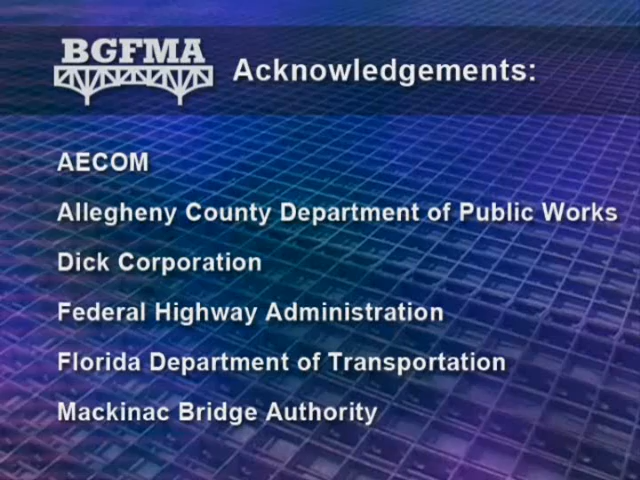 BGFMA
Acknowledgements:
AECOM
Allegheny County Department of Public Works
Dick Corporation
Federal Highway Administration
Florida Department of Transportation
Mackinac Bridge Authority